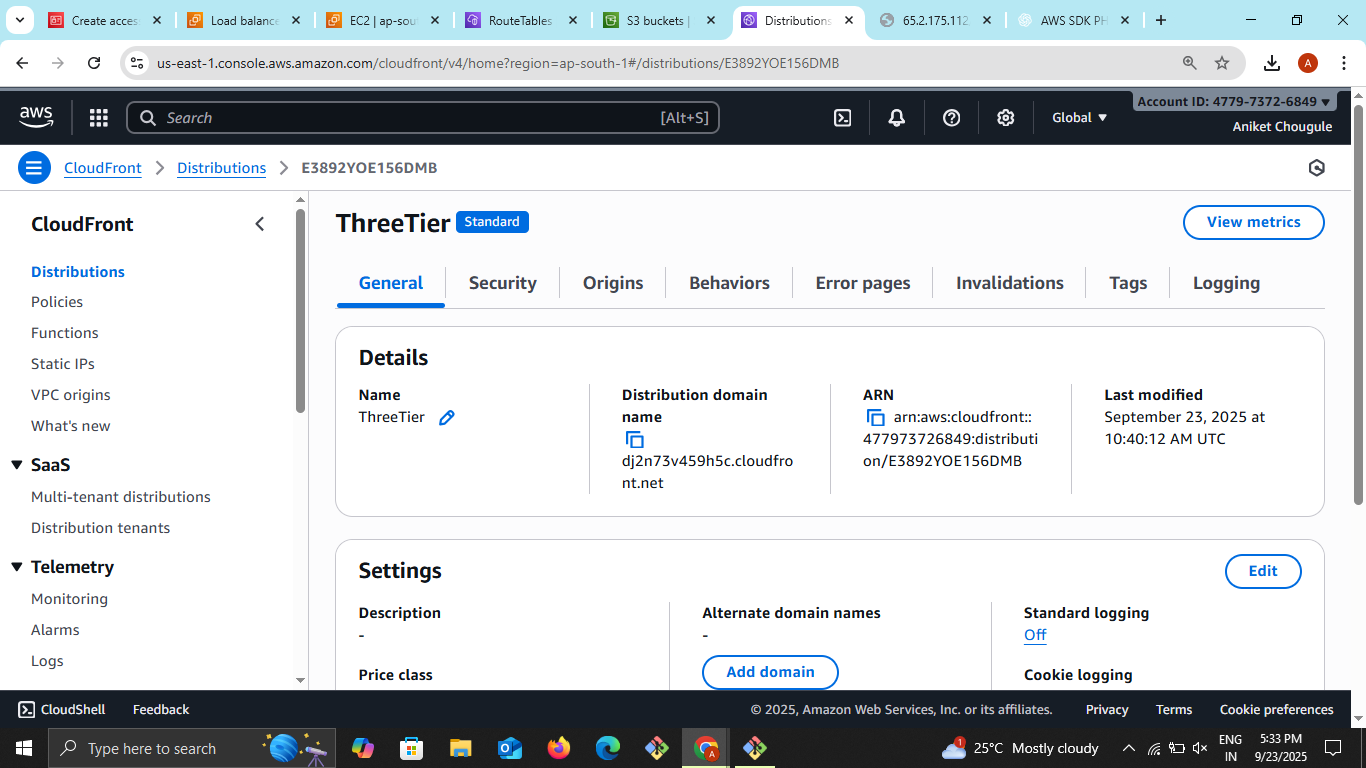 Create acces
Load balance
EC2 | ap-sou
RouteTables
S3 buckets |
Distributions
65.2.175.112
AWS SDK PH
us-east-1.console.aws.amazon.com/cloudfront/v4/home?region=ap-south-1#/distributions/E3892YOE156DMB
A
aws
Search
[Alt+S]
Global
Account ID: 4779-7372-6849
Aniket Chougule
CloudFront
Distributions
E3892YOE156DMB
CloudFront
Distributions
Policies
Functions
Static IPs
VPC origins
What's new
SaaS
Multi-tenant distributions
Distribution tenants
Telemetry
Monitoring
Alarms
Logs
ThreeTier
Standard
View metrics
General
Security
Origins
Behaviors
Error pages
Invalidations
Tags
Logging
Details
Name
ThreeTier
Distribution domain
name
dj2n73v459h5c.cloudfro
nt.net
ARN
arn:aws:cloudfront::
477973726849:distributi
on/E3892YOE156DMB
Last modified
September 23, 2025 at
10:40:12 AM UTC
Settings
Edit
Description
-
Price class
Alternate domain names
-
Add domain
Standard logging
Off
Cookie logging
CloudShell
Feedback
© 2025, Amazon Web Services, Inc. or its affiliates.
Privacy
Terms
Cookie preferences
Type here to search
A
1
25°C Mostly cloudy
ENG
IN
5:33 PM
9/23/2025